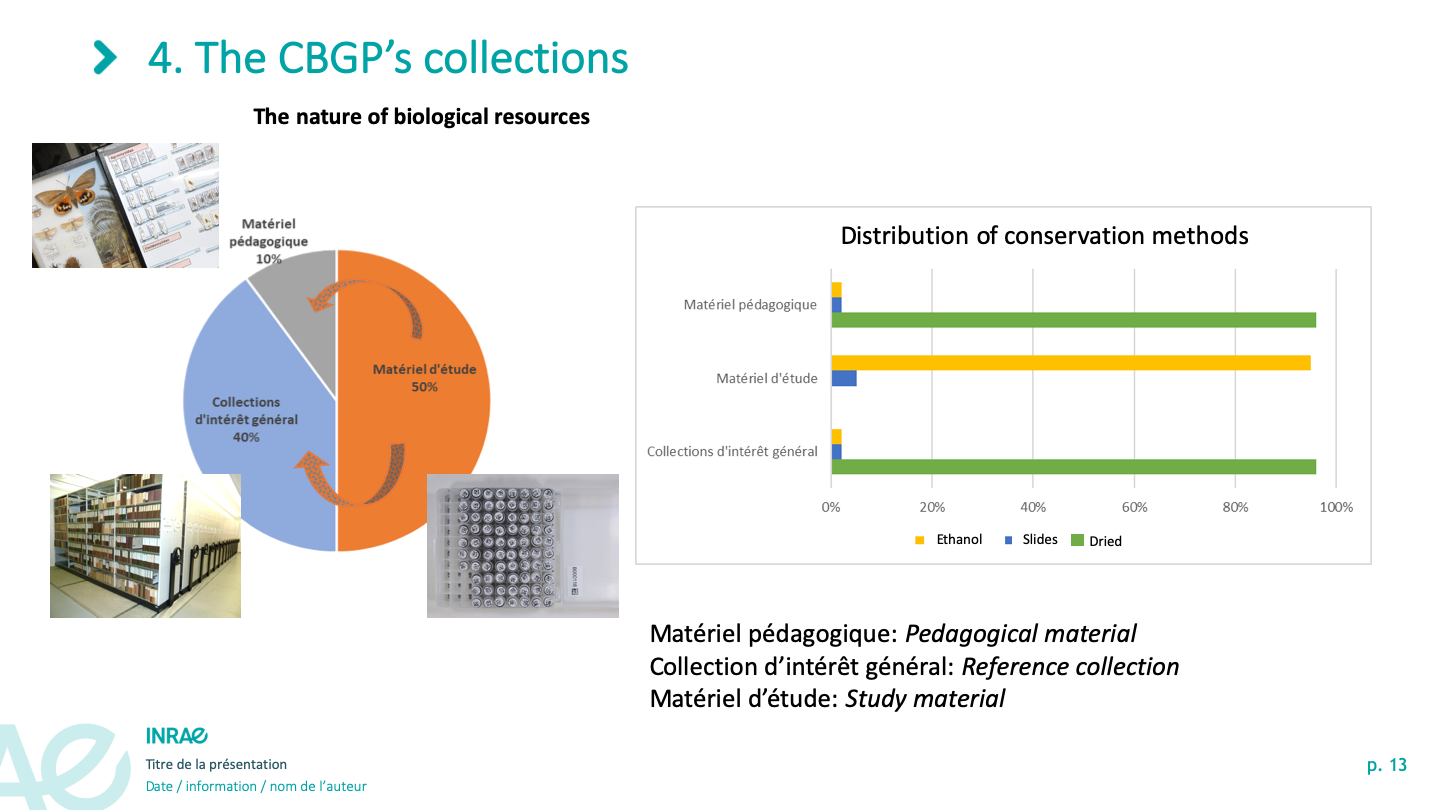 4. The CBGP's collections
The nature of biological resources
Matériel
pédagogique
10%
Matériel d'étude
50%
Collections
d'intérêt général
40%
Distribution of conservation methods
Matériel pédagogique
Matériel d'étude
Collections d'intérêt général
0% 20% 40% 60% 80% 100%
Ethanol Slides Dried
Matériel pédagogique: Pedagogical material
Collection d’intérêt général: Reference collection
Matériel d’étude: Study material
INRAE
Titre de la présentation
Date / information / nom de l’auteur
p. 13